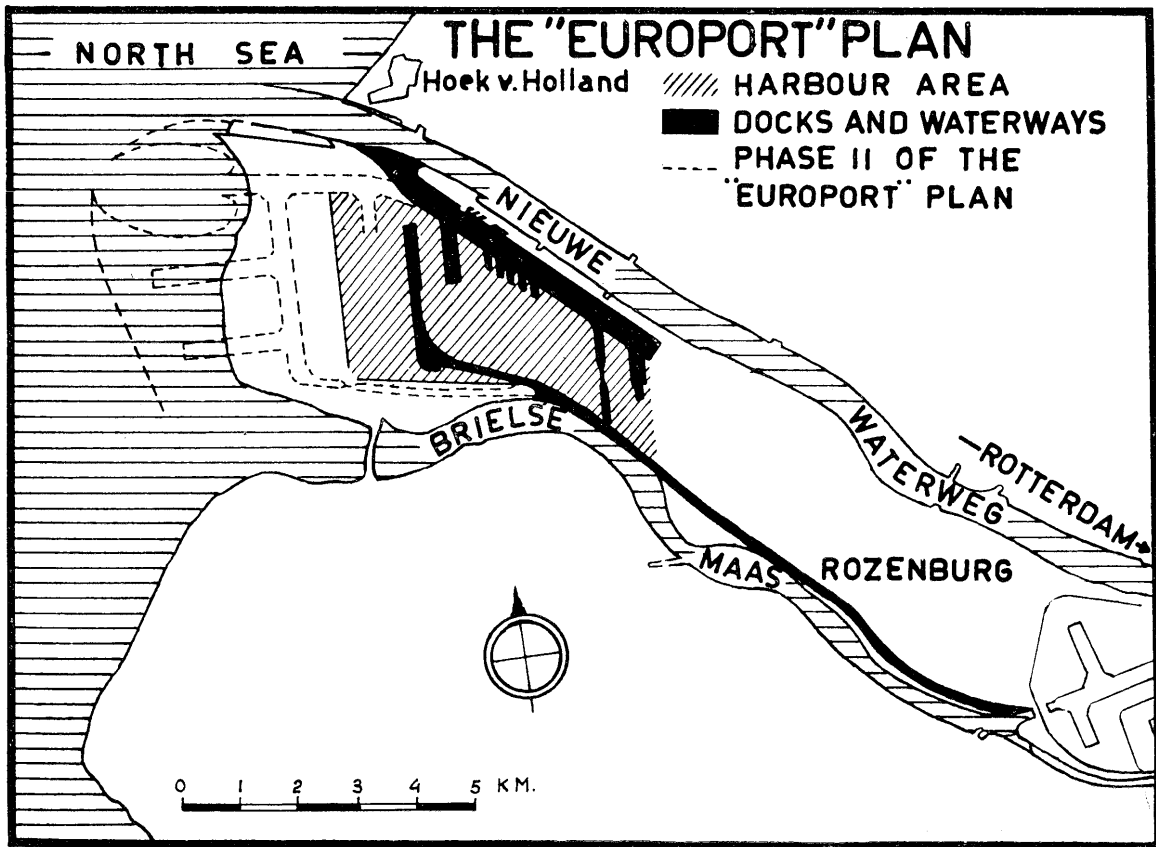 THE "EUROPORT" PLAN
NORTH SEA
Hoek v. Holland
HARBOUR AREA
DOCKS AND WATERWAYS
PHASE II OF THE
"EUROPORT" PLAN
NIEUWE
WATERWEG
BRIELSE
MAAS
ROTTERDAM
ROZENBURG
0 1 2 3 4 5 KM.